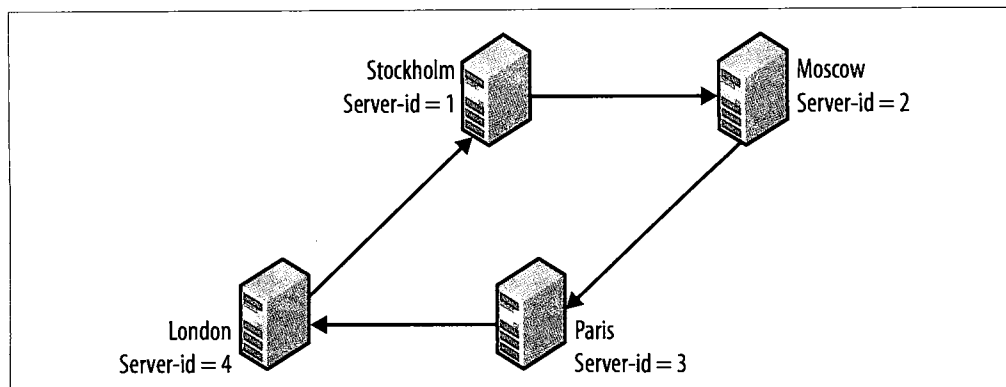 Stockholm
Server-id = 1
Moscow
Server-id = 2
London
Server-id = 4
Paris
Server-id = 3